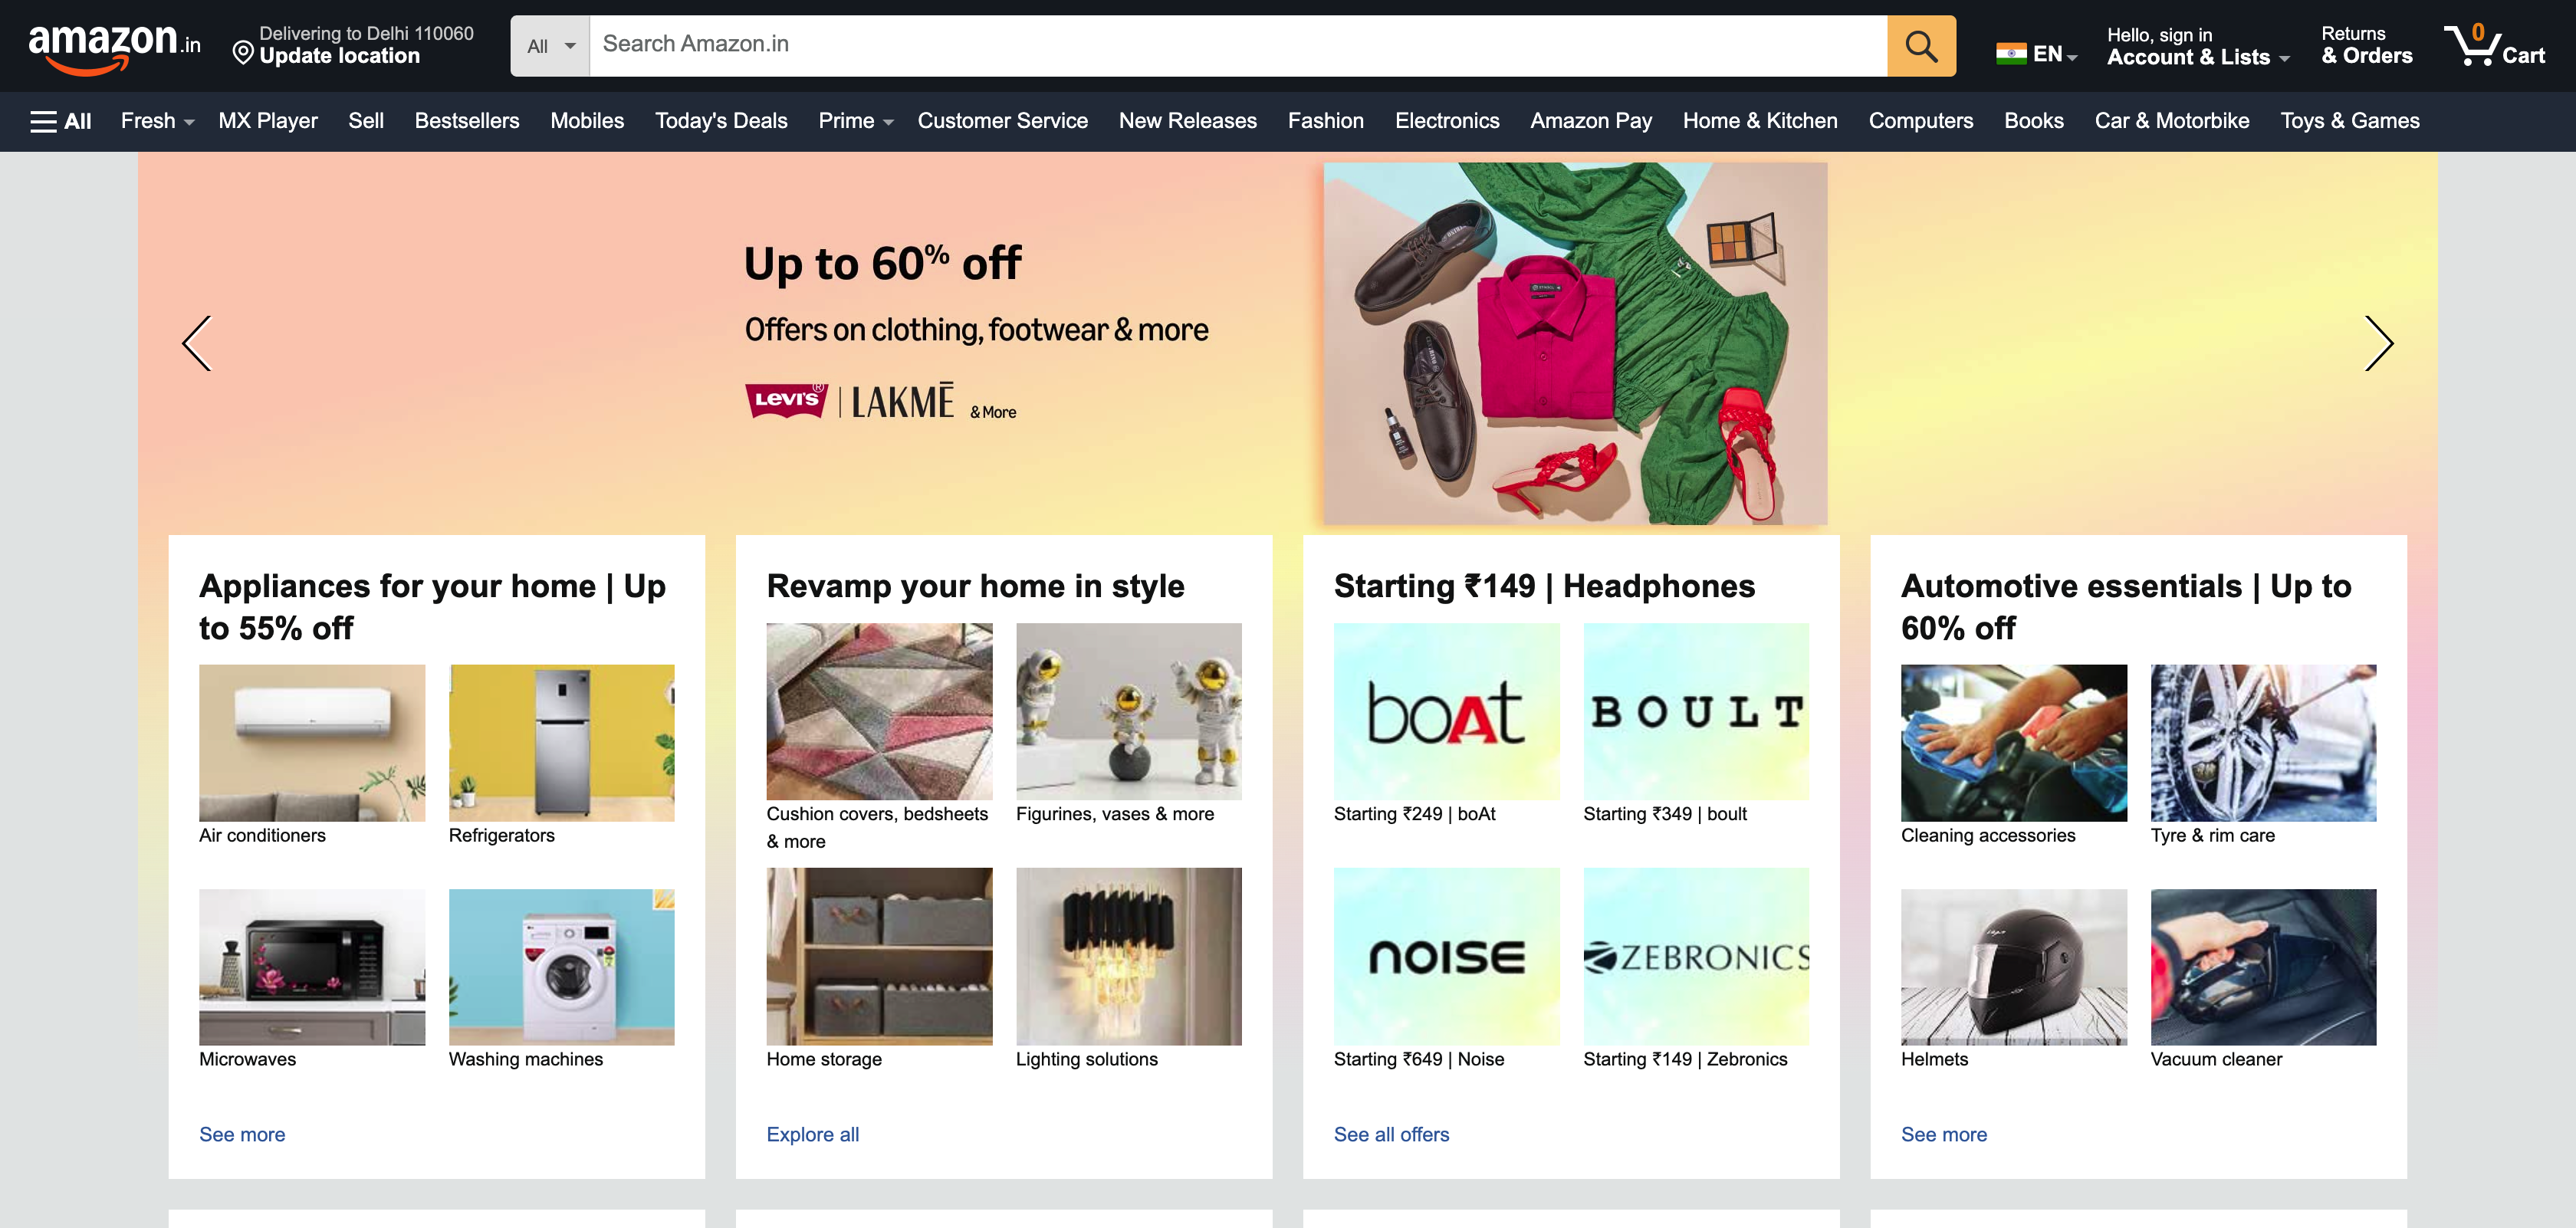 amazon.in
Delivering to Delhi 110060
Update location
All
Search Amazon.in
EN
Hello, sign in
Account & Lists
Returns
& Orders
0
Cart
All Fresh MX Player Sell Bestsellers Mobiles Today's Deals Prime Customer Service New Releases Fashion Electronics Amazon Pay Home & Kitchen Computers Books Car & Motorbike Toys & Games
Up to 60% off
Offers on clothing, footwear & more
LEVI'S® | LAKMĒ & More
Appliances for your home | Up
to 55% off
Air conditioners
Refrigerators
Microwaves
Washing machines
See more
Revamp your home in style
Cushion covers, bedsheets
& more
Figurines, vases & more
Home storage
Lighting solutions
Explore all
Starting ₹149 | Headphones
boAt
BOULT
Starting ₹249 | boAt
Starting ₹349 | boult
NOISE
ZEBRONICS
Starting ₹649 | Noise
Starting ₹149 | Zebronics
See all offers
Automotive essentials | Up to
60% off
Cleaning accessories
Tyre & rim care
Helmets
Vacuum cleaner
See more